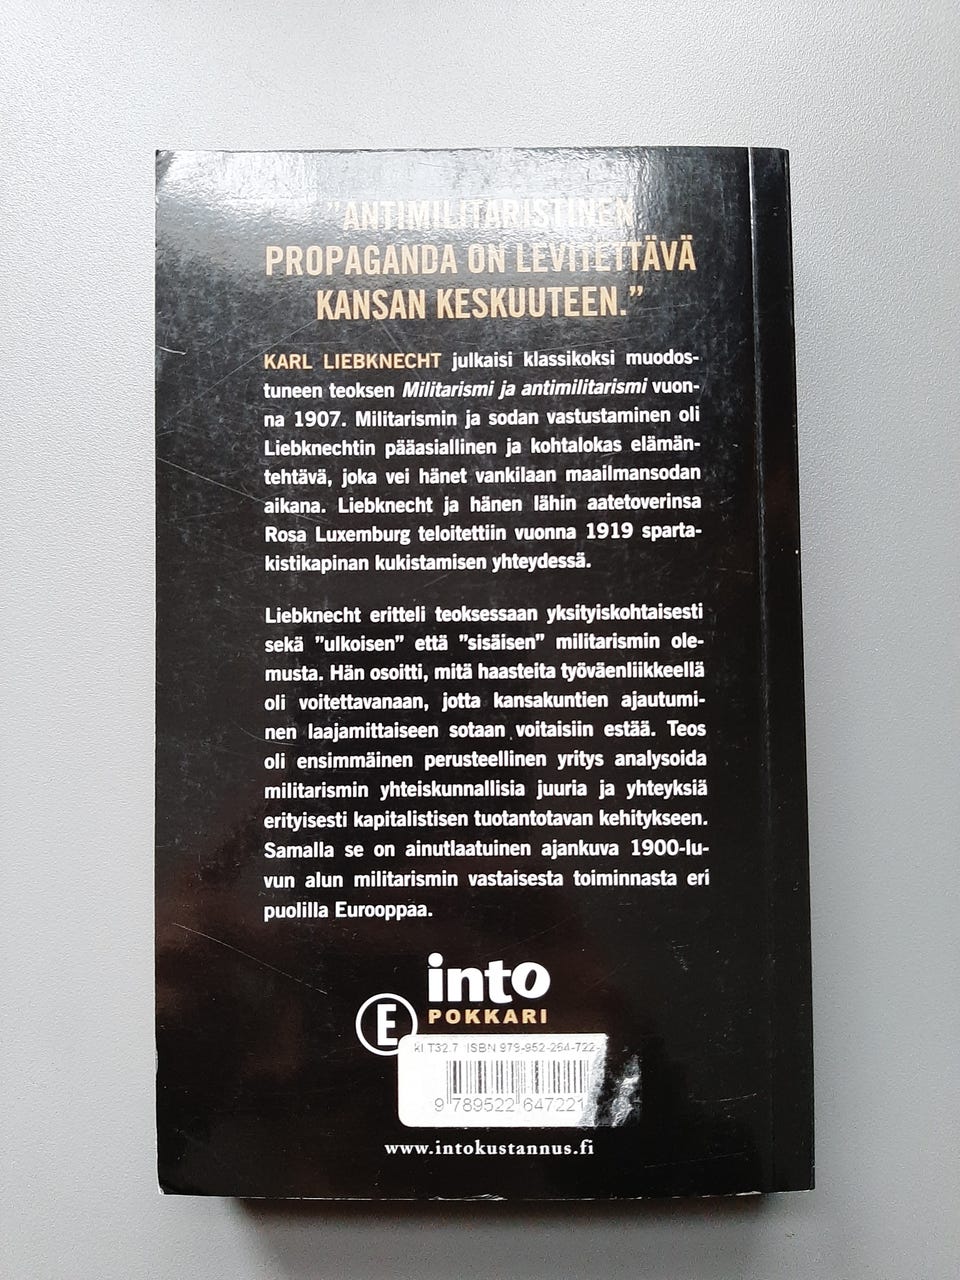 ”ANTIMILITARISTINEN
PROPAGANDA ON LEVITETTÄVÄ
KANSAN KESKUUTEEN.”
KARL LIEBKNECHT julkaisi klassikoksi muodos-
tuneen teoksen Militarismi ja antimilitarismi vuon-
na 1907. Militarismin ja sodan vastustaminen oli
Liebknechtin pääasiallinen ja kohtalokas elämän-
tehtävä, joka vei hänet vankilaan maailmansodan
aikana. Liebknecht ja hänen lähin aatetoverinsa
Rosa Luxemburg teloitettiin vuonna 1919 sparta-
kistikapinan kukistamisen yhteydessä.
Liebknecht eritteli teoksessaan yksityiskohtaisesti
sekä ”ulkoisen” että ”sisäisen” militarismin ole-
musta. Hän osoitti, mitä haasteita työväenliikkeellä
oli voitettavanaan, jotta kansakuntien ajautumi-
nen laajamittaiseen sotaan voitaisiin estää. Teos
oli ensimmäinen perusteellinen yritys analysoida
militarismin yhteiskunnallisia juuria ja yhteyksiä
erityisesti kapitalistisen tuotantotavan kehitykseen.
Samalla se on ainutlaatuinen ajankuva 1900-lu-
vun alun militarismin vastaisesta toiminnasta eri
puolilla Eurooppaa.
into
POKKARI
E
kl T32.7 ISBN 979-952-264-722-
9 789522 647221
www.intokustannus.fi